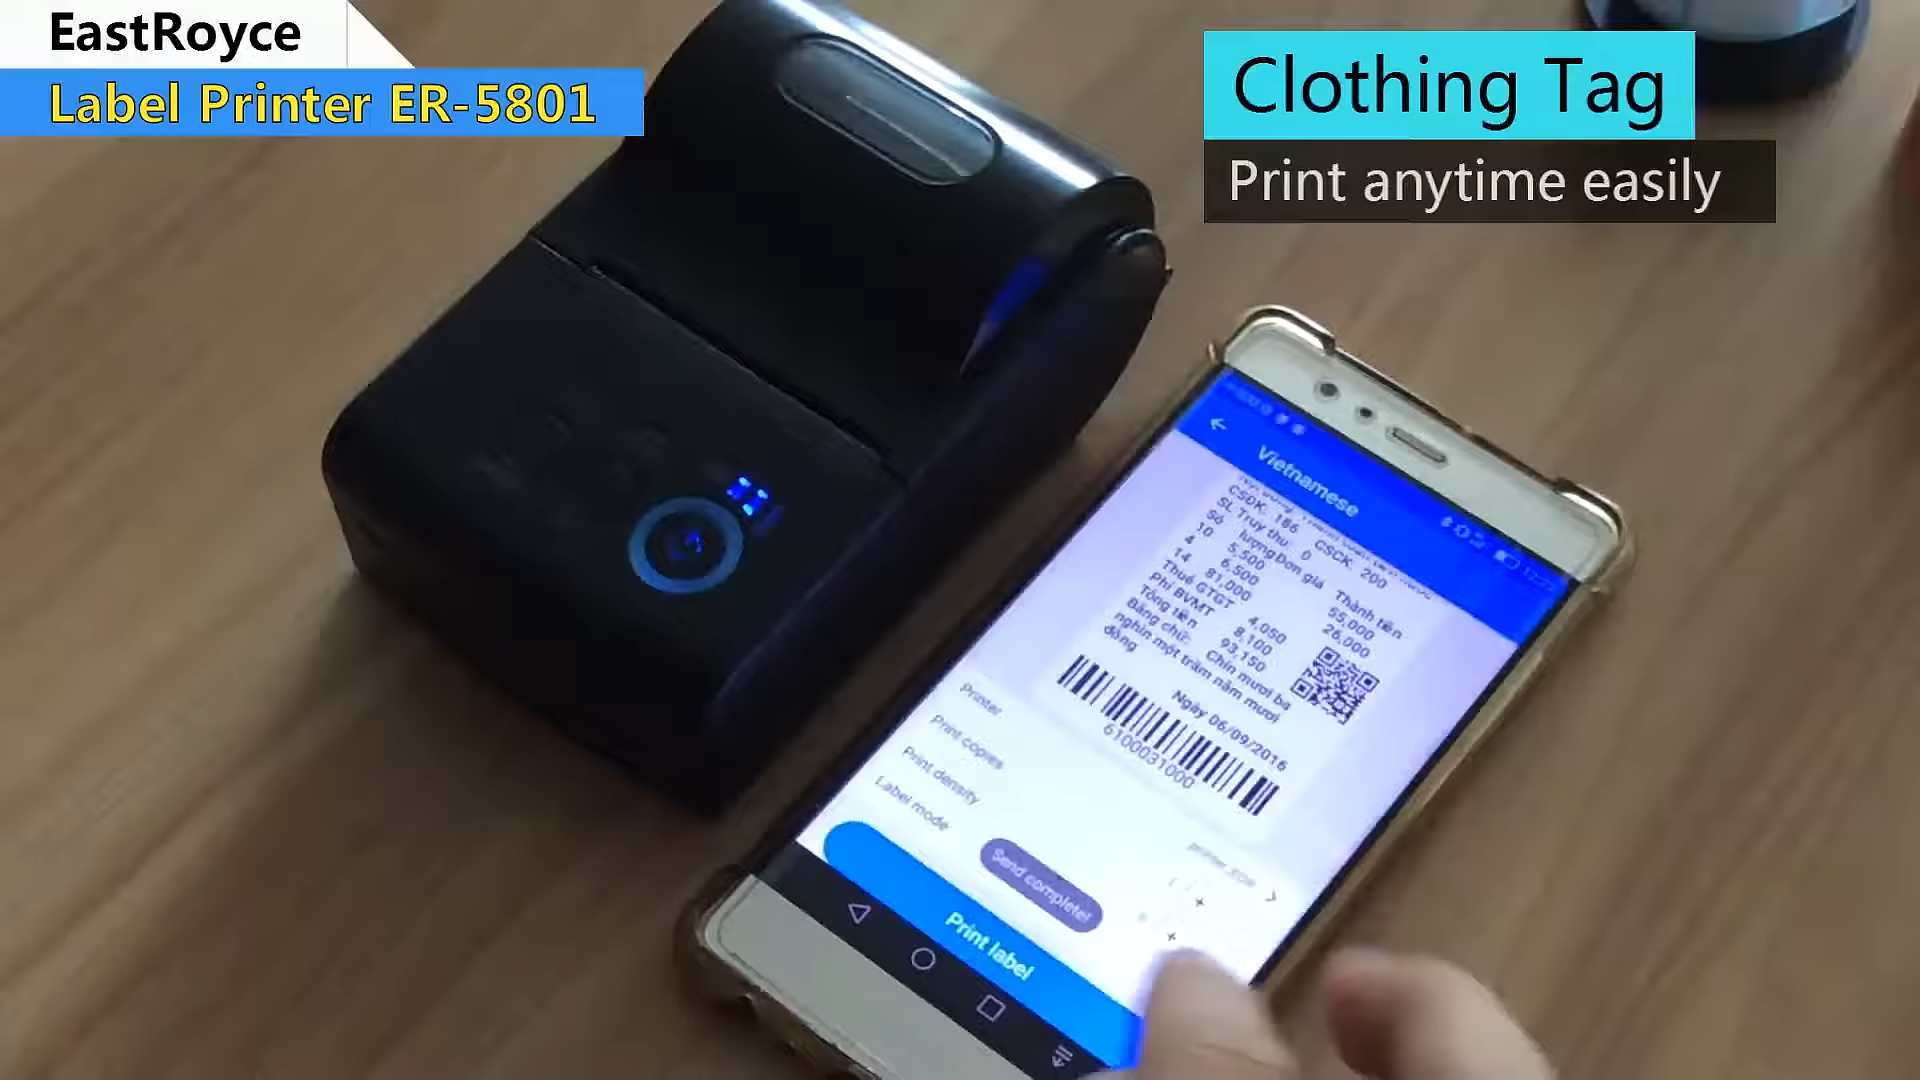 EastRoyce
Label Printer ER-5801
Clothing Tag
Print anytime easily
Vietnamese
CSĐK: 186 CSCK: 200
SL Truy thu: 0
Số lượng Đơn giá Thành tiền
10 5,500 55,000
4 6,500 26,000
14 81,000
Thuế GTGT 4,050
Phí BVMT 8,100
Tổng tiền 93,150
Bằng chữ: Chín mươi ba
nghìn một trăm năm mươi
đồng
Ngày 06/09/2016
6100031000
Printer
Print copies
Print density
Label mode
Send complete!
Print label